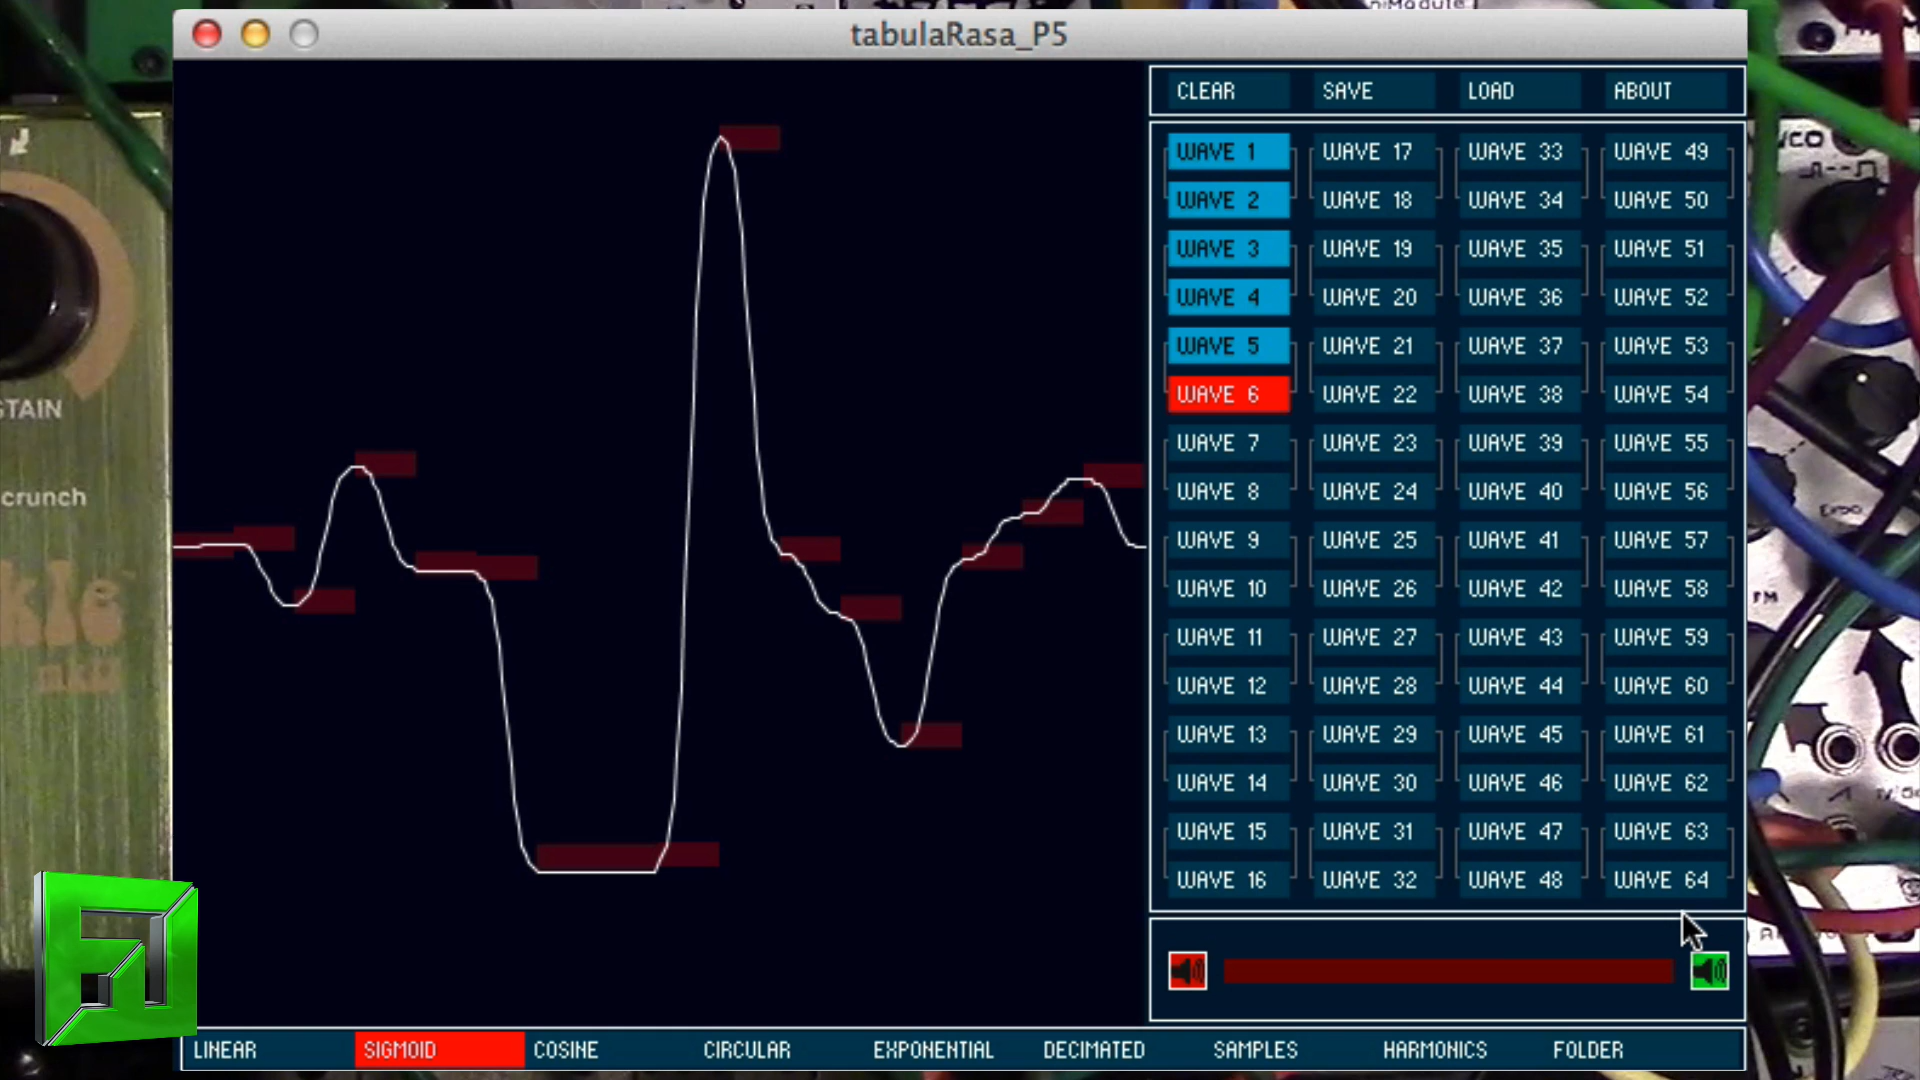 tabulaRasa_P5
CLEAR SAVE LOAD ABOUT
WAVE 1 WAVE 17 WAVE 33 WAVE 49
WAVE 2 WAVE 18 WAVE 34 WAVE 50
WAVE 3 WAVE 19 WAVE 35 WAVE 51
WAVE 4 WAVE 20 WAVE 36 WAVE 52
WAVE 5 WAVE 21 WAVE 37 WAVE 53
WAVE 6 WAVE 22 WAVE 38 WAVE 54
WAVE 7 WAVE 23 WAVE 39 WAVE 55
WAVE 8 WAVE 24 WAVE 40 WAVE 56
WAVE 9 WAVE 25 WAVE 41 WAVE 57
WAVE 10 WAVE 26 WAVE 42 WAVE 58
WAVE 11 WAVE 27 WAVE 43 WAVE 59
WAVE 12 WAVE 28 WAVE 44 WAVE 60
WAVE 13 WAVE 29 WAVE 45 WAVE 61
WAVE 14 WAVE 30 WAVE 46 WAVE 62
WAVE 15 WAVE 31 WAVE 47 WAVE 63
WAVE 16 WAVE 32 WAVE 48 WAVE 64
LINEAR SIGMOID COSINE CIRCULAR EXPONENTIAL DECIMATED SAMPLES HARMONICS FOLDER
STAIN
crunch
kle
mkII
Expo
FM